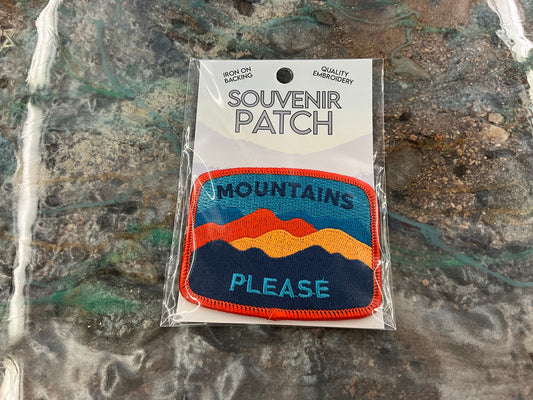 IRON ON
BACKING
QUALITY
EMBROIDERY
SOUVENIR
PATCH
MOUNTAINS
PLEASE